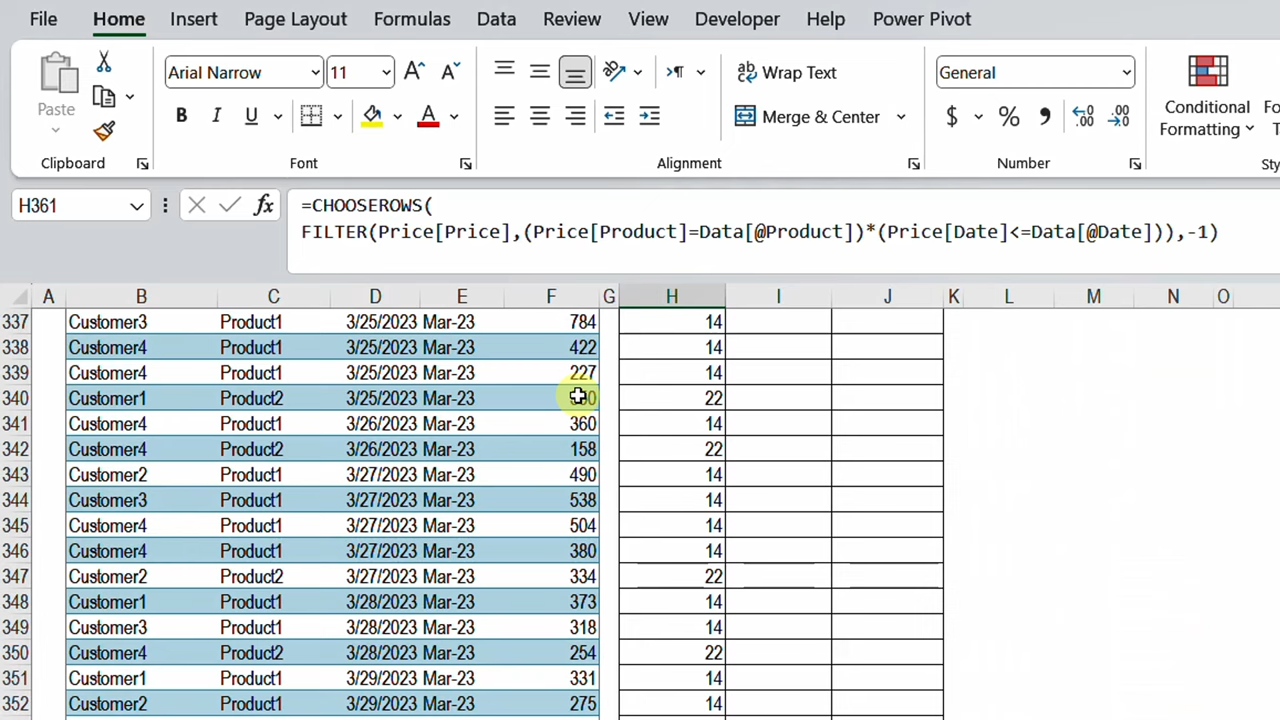 File Home Insert Page Layout Formulas Data Review View Developer Help Power Pivot
Paste
Arial Narrow 11 A A
B I U A
ab Wrap Text
Merge & Center
General
$ % , .00 .00
Conditional
Formatting
Clipboard Font Alignment Number
H361 fx =CHOOSEROWS(
FILTER(Price[Price],(Price[Product]=Data[@Product])*(Price[Date]<=Data[@Date])),-1)
A B C D E F G H I J K L M N O
337 Customer3 Product1 3/25/2023 Mar-23 784 14
338 Customer4 Product1 3/25/2023 Mar-23 422 14
339 Customer4 Product1 3/25/2023 Mar-23 227 14
340 Customer1 Product2 3/25/2023 Mar-23 22
341 Customer4 Product1 3/26/2023 Mar-23 360 14
342 Customer4 Product2 3/26/2023 Mar-23 158 22
343 Customer2 Product1 3/27/2023 Mar-23 490 14
344 Customer3 Product1 3/27/2023 Mar-23 538 14
345 Customer4 Product1 3/27/2023 Mar-23 504 14
346 Customer4 Product1 3/27/2023 Mar-23 380 14
347 Customer2 Product2 3/27/2023 Mar-23 334 22
348 Customer1 Product1 3/28/2023 Mar-23 373 14
349 Customer3 Product1 3/28/2023 Mar-23 318 14
350 Customer4 Product2 3/28/2023 Mar-23 254 22
351 Customer1 Product1 3/29/2023 Mar-23 331 14
352 Customer2 Product1 3/29/2023 Mar-23 275 14